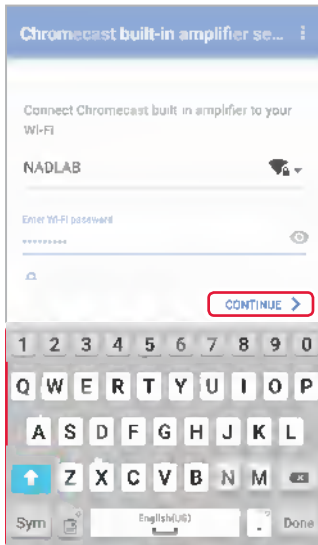 Chromecast built-in amplifier se...
Connect Chromecast built in amplifier to your
Wi-Fi
NADLAB
Enter Wi-Fi password
•••••••••
CONTINUE >
1 2 3 4 5 6 7 8 9 0
Q W E R T Y U I O P
A S D F G H J K L
Z X C V B N M
Sym English(US) . Done